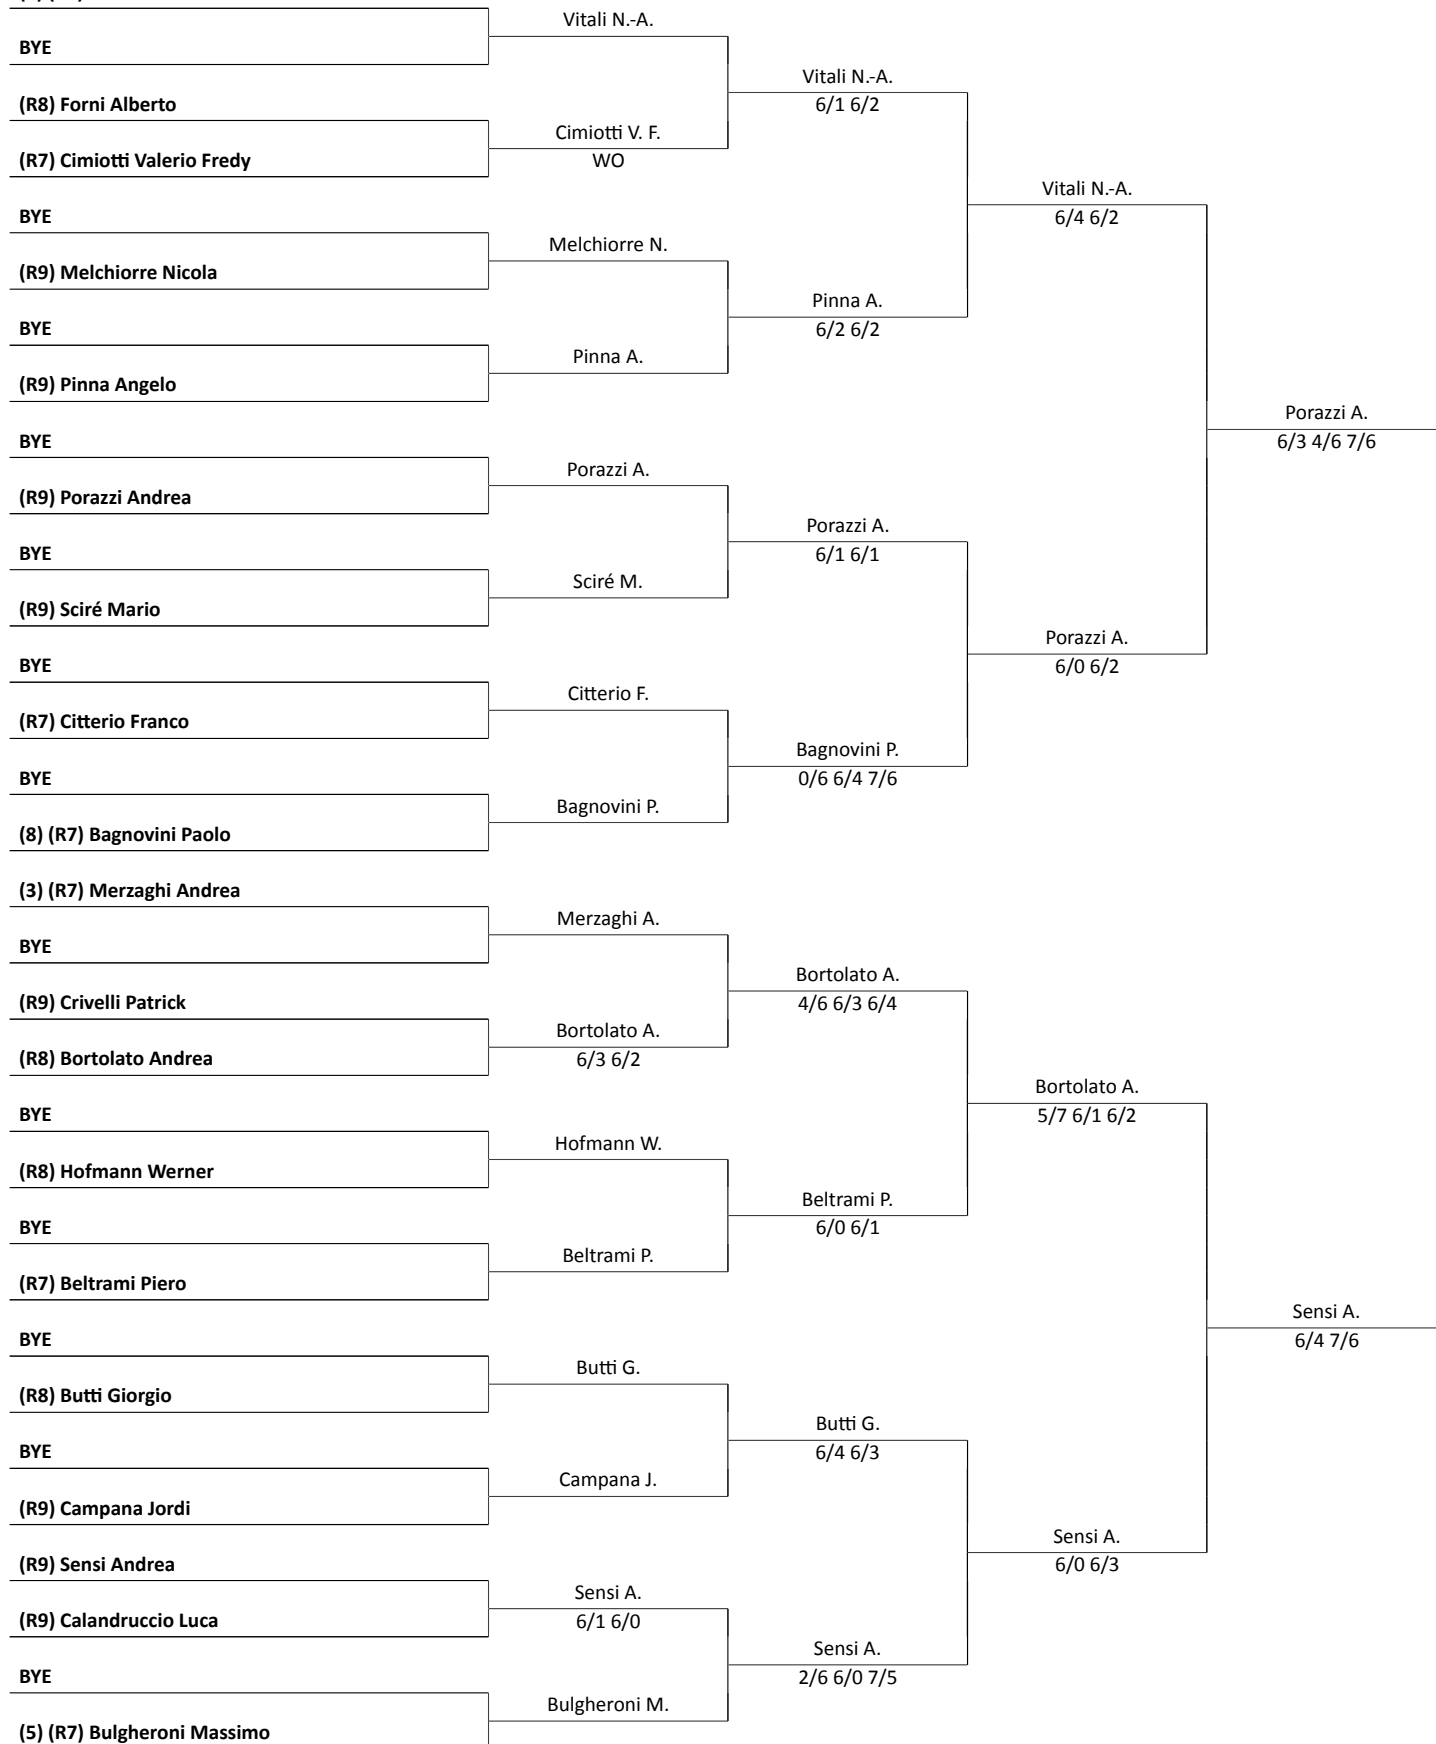 BYE
(R8) Forni Alberto
(R7) Cimiotti Valerio Fredy
BYE
(R9) Melchiorre Nicola
BYE
(R9) Pinna Angelo
BYE
(R9) Porazzi Andrea
BYE
(R9) Sciré Mario
BYE
(R7) Citterio Franco
BYE
(8) (R7) Bagnovini Paolo
(3) (R7) Merzaghi Andrea
BYE
(R9) Crivelli Patrick
(R8) Bortolato Andrea
BYE
(R8) Hofmann Werner
BYE
(R7) Beltrami Piero
BYE
(R8) Butti Giorgio
BYE
(R9) Campana Jordi
(R9) Sensi Andrea
(R9) Calandruccio Luca
BYE
(5) (R7) Bulgheroni Massimo
Vitali N.-A.
Cimiotti V. F.
WO
Melchiorre N.
Pinna A.
Porazzi A.
Sciré M.
Citterio F.
Bagnovini P.
Merzaghi A.
Bortolato A.
6/3 6/2
Hofmann W.
Beltrami P.
Butti G.
Campana J.
Sensi A.
6/1 6/0
Bulgheroni M.
Vitali N.-A.
6/1 6/2
Pinna A.
6/2 6/2
Porazzi A.
6/1 6/1
Bagnovini P.
0/6 6/4 7/6
Bortolato A.
4/6 6/3 6/4
Beltrami P.
6/0 6/1
Butti G.
6/4 6/3
Sensi A.
2/6 6/0 7/5
Vitali N.-A.
6/4 6/2
Porazzi A.
6/0 6/2
Bortolato A.
5/7 6/1 6/2
Sensi A.
6/0 6/3
Porazzi A.
6/3 4/6 7/6
Sensi A.
6/4 7/6